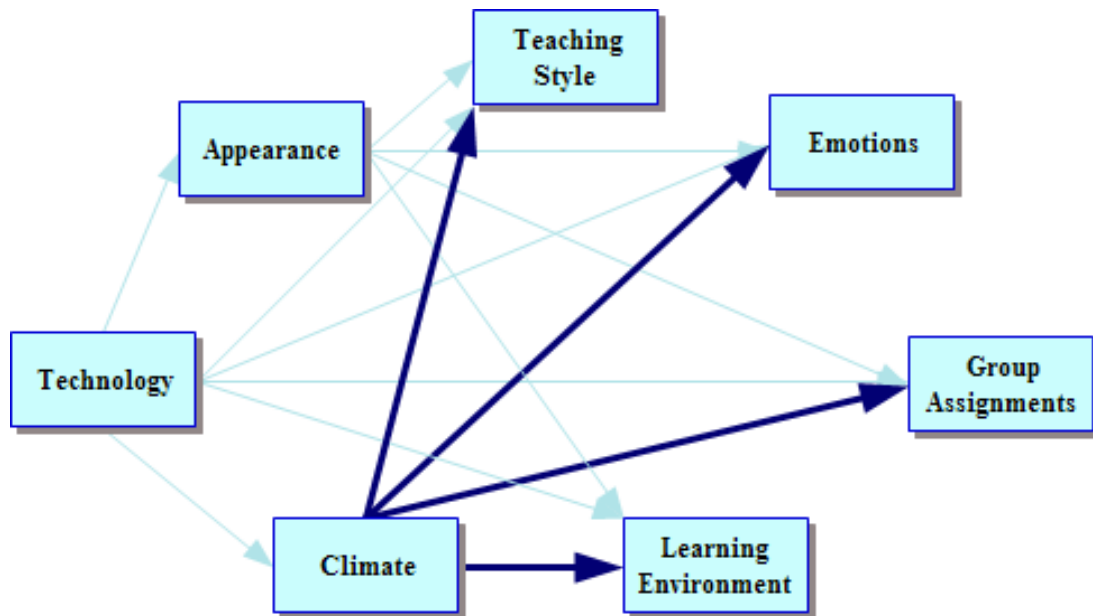 Teaching
Style
Appearance
Emotions
Technology
Group
Assignments
Climate
Learning
Environment